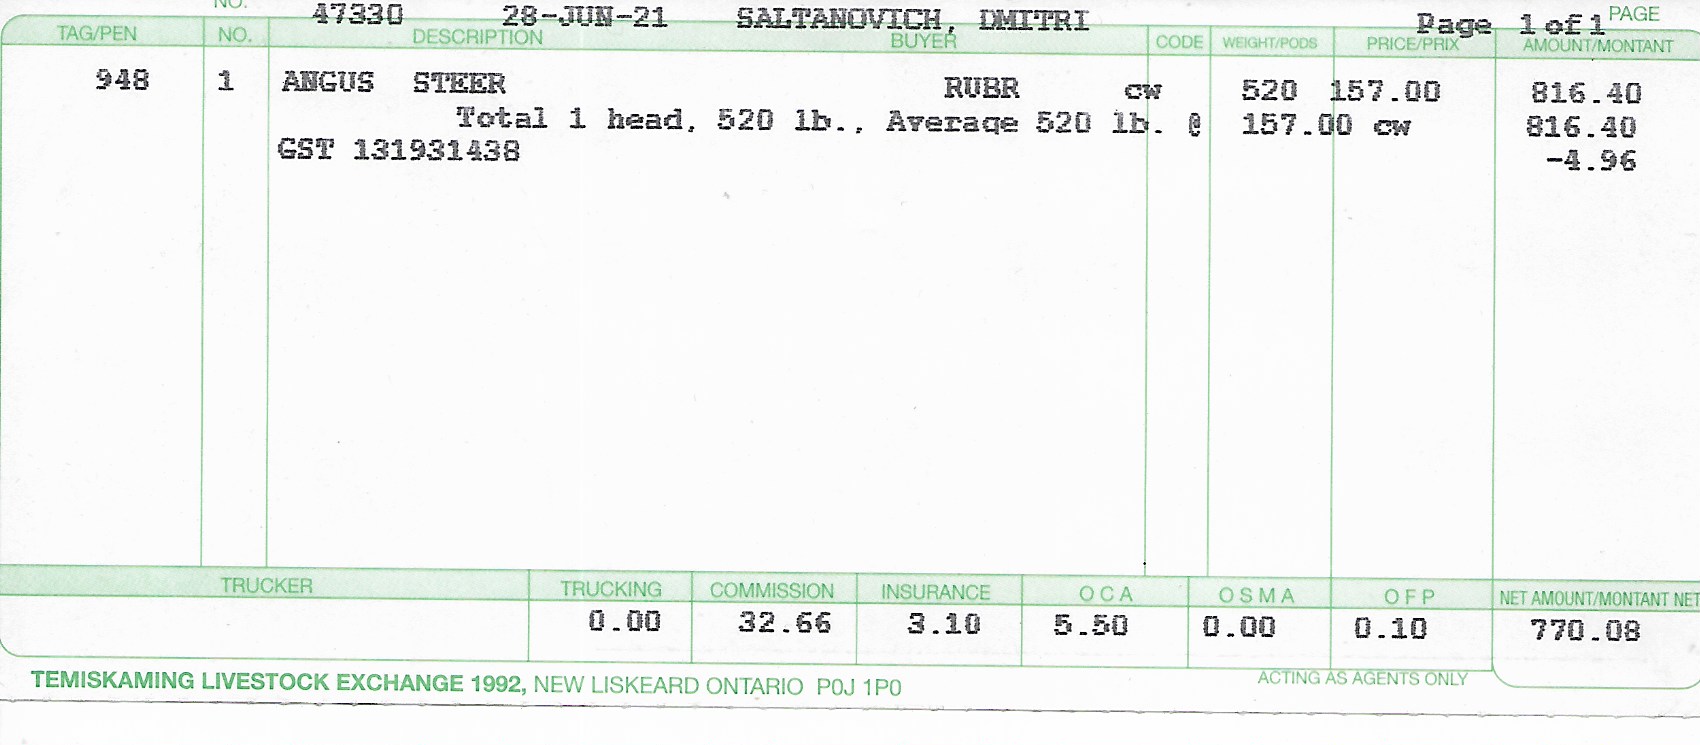 NO. 47330 28-JUN-21 SALTANOVICH, DMITRI Page 1 of 1 PAGE
TAG/PEN NO. DESCRIPTION BUYER CODE WEIGHT/PODS PRICE/PRIX AMOUNT/MONTANT
948 1 ANGUS STEER RUBR cw 520 157.00 816.40
Total 1 head, 520 lb., Average 520 lb. @ 157.00 cw 816.40
GST 131931438 -4.96
TRUCKER TRUCKING COMMISSION INSURANCE OCA OSMA OFP NET AMOUNT/MONTANT NET
0.00 32.66 3.10 5.50 0.00 0.10 770.08
TEMISKAMING LIVESTOCK EXCHANGE 1992, NEW LISKEARD ONTARIO P0J 1P0 ACTING AS AGENTS ONLY